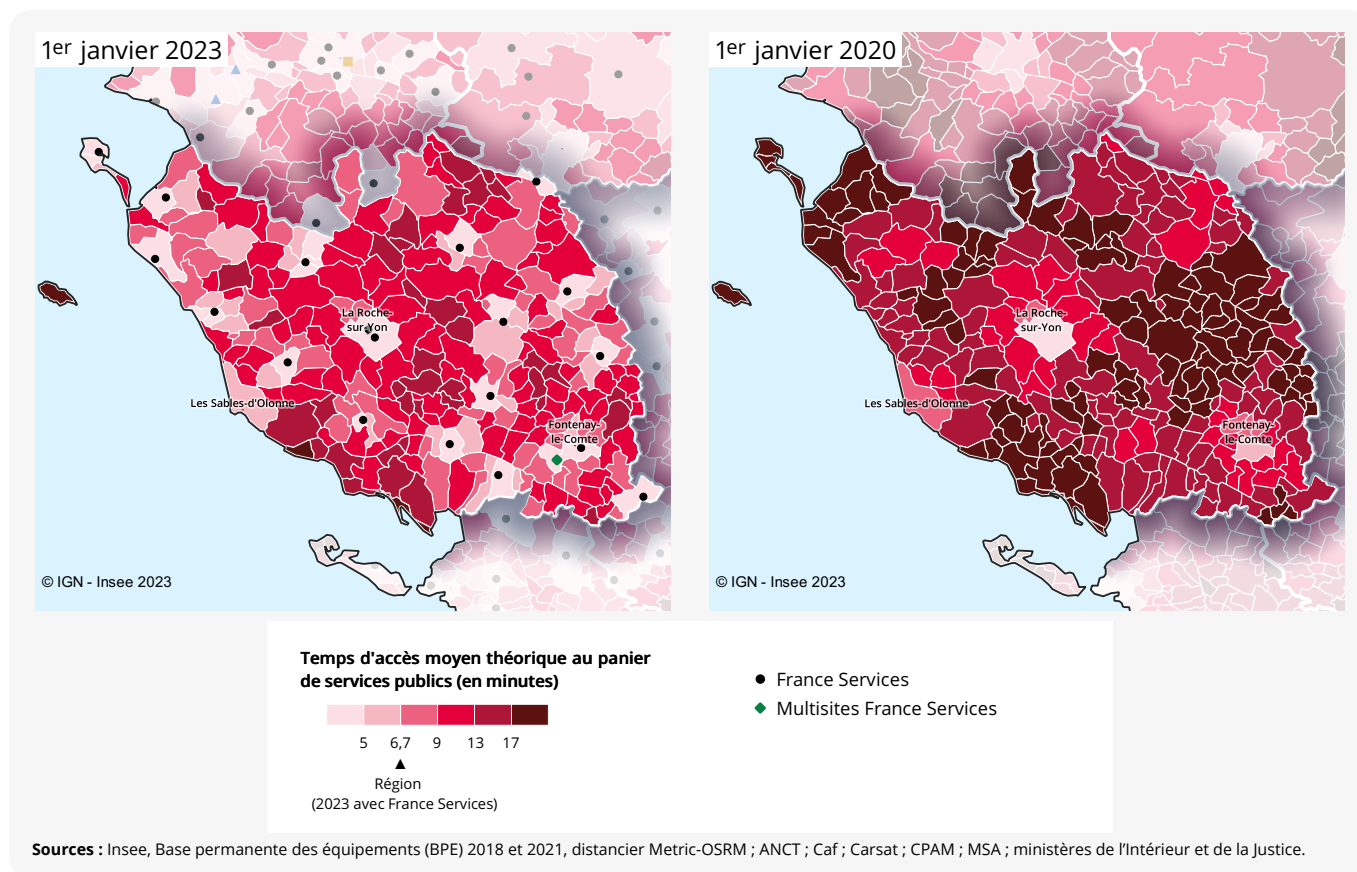 1er janvier 2023
1er janvier 2020
La Roche-
sur-Yon
Les Sables-d'Olonne
Fontenay-
le-Comte
© IGN - Insee 2023
La Roche-
sur-Yon
Les Sables-d'Olonne
Fontenay-
le-Comte
© IGN - Insee 2023
Temps d'accès moyen théorique au panier
de services publics (en minutes)
5 6,7 9 13 17
Région
(2023 avec France Services)
France Services
Multisites France Services
Sources : Insee, Base permanente des équipements (BPE) 2018 et 2021, distancier Metric-OSRM ; ANCT ; Caf ; Carsat ; CPAM ; MSA ; ministères de l'Intérieur et de la Justice.